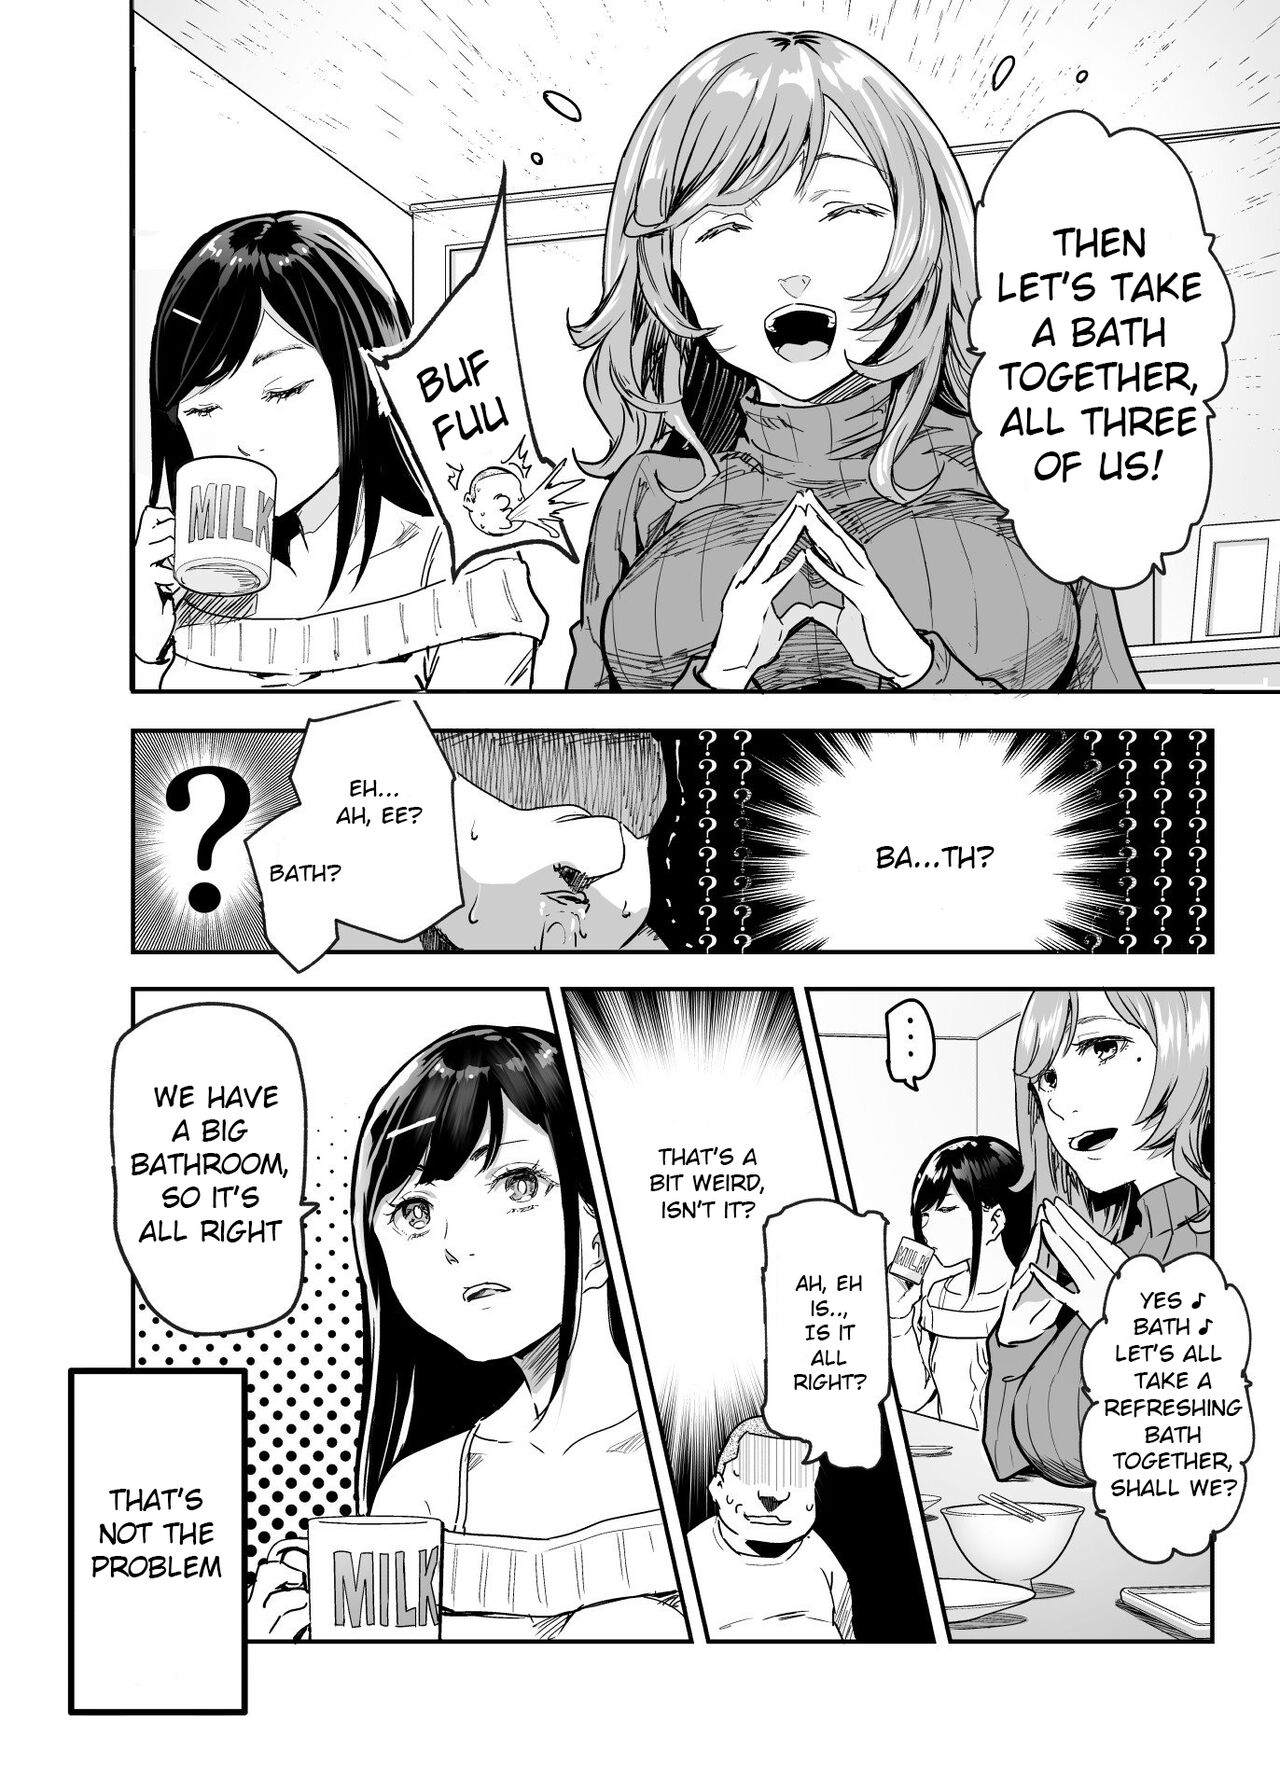 THEN
LET'S TAKE
A BATH
TOGETHER,
ALL THREE
OF US!
BUF
FUU
MILK
BA...TH?
? ? ? ? ? ?
? ? ? ? ? ?
? ? ? ? ? ?
? ? ? ? ? ?
? ? ? ? ? ?
? ? ? ? ? ?
? ? ? ? ? ?
? ? ? ? ? ?
EH...
AH, EE?
BATH?
?
...
MILK
YES ♪
BATH ♪
LET'S ALL
TAKE A
REFRESHING
BATH
TOGETHER,
SHALL WE?
THAT'S A
BIT WEIRD,
ISN'T IT?
AH, EH
IS..,
IS IT
ALL
RIGHT?
WE HAVE
A BIG
BATHROOM,
SO IT'S
ALL RIGHT
MILK
THAT'S
NOT THE
PROBLEM